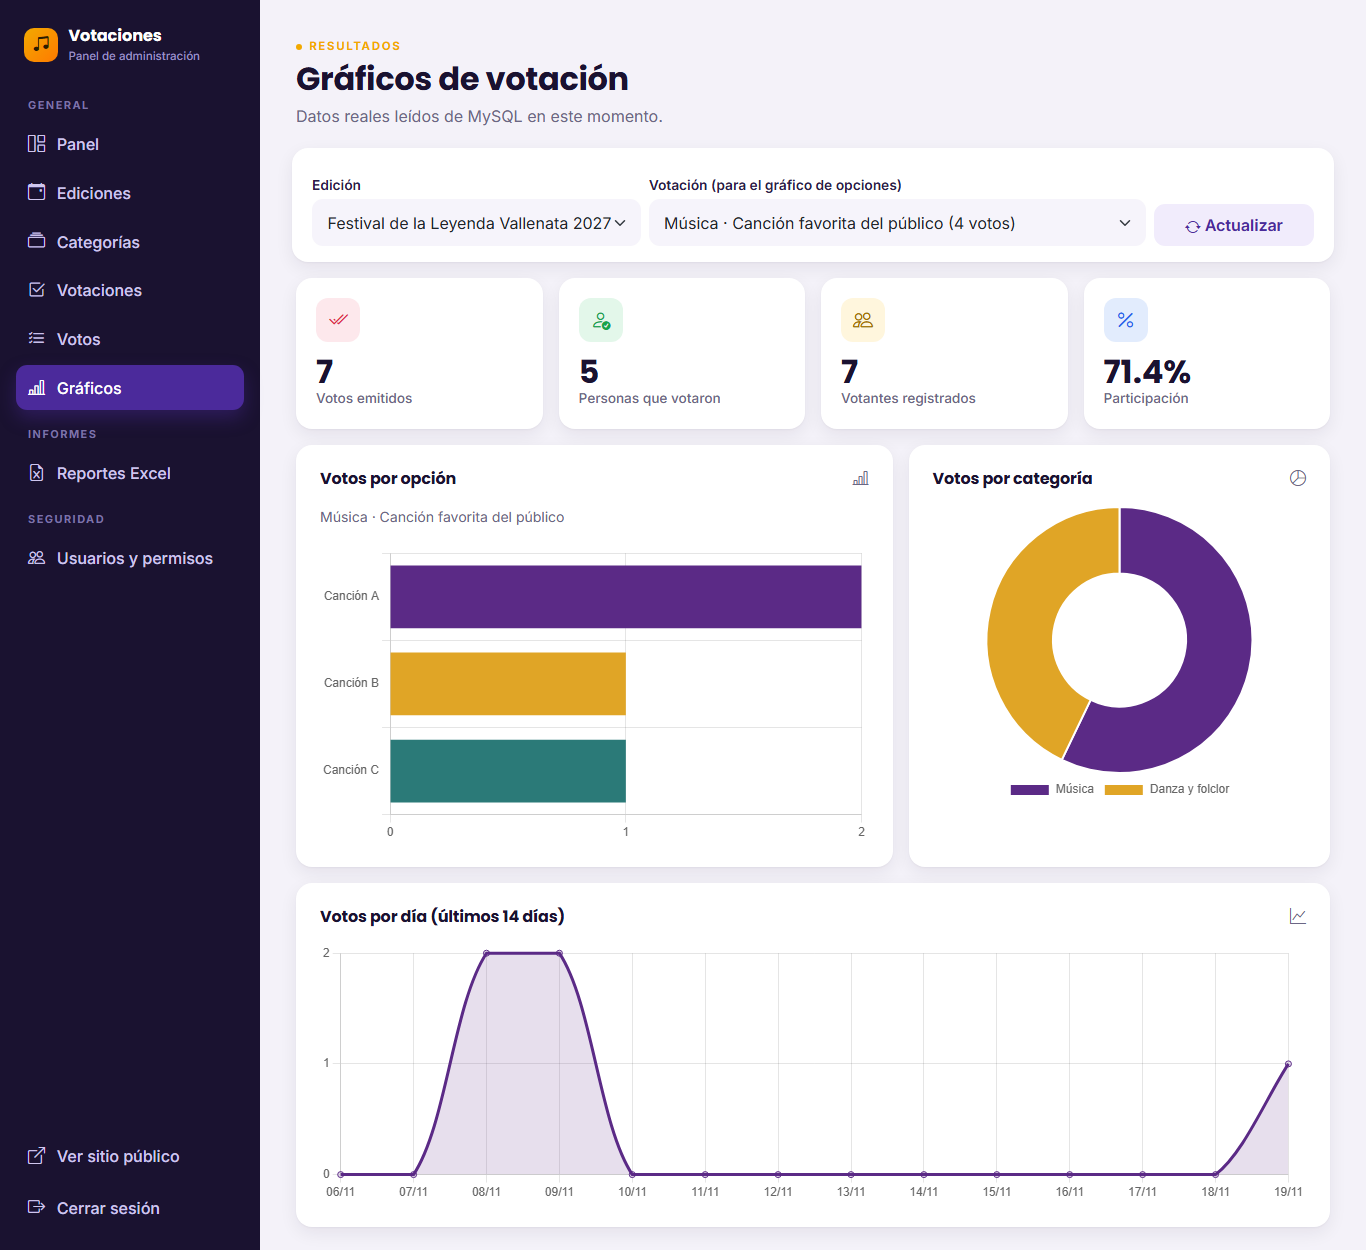 Votaciones
Panel de administración
GENERAL
Panel
Ediciones
Categorías
Votaciones
Votos
Gráficos
INFORMES
Reportes Excel
SEGURIDAD
Usuarios y permisos
Ver sitio público
Cerrar sesión
RESULTADOS
Gráficos de votación
Datos reales leídos de MySQL en este momento.
Edición
Festival de la Leyenda Vallenata 2027
Votación (para el gráfico de opciones)
Música · Canción favorita del público (4 votos)
Actualizar
7
Votos emitidos
5
Personas que votaron
7
Votantes registrados
71.4%
Participación
Votos por opción
Música · Canción favorita del público
Canción A
Canción B
Canción C
0 1 2
Votos por categoría
Música Danza y folclor
Votos por día (últimos 14 días)
2
1
0
06/11 07/11 08/11 09/11 10/11 11/11 12/11 13/11 14/11 15/11 16/11 17/11 18/11 19/11